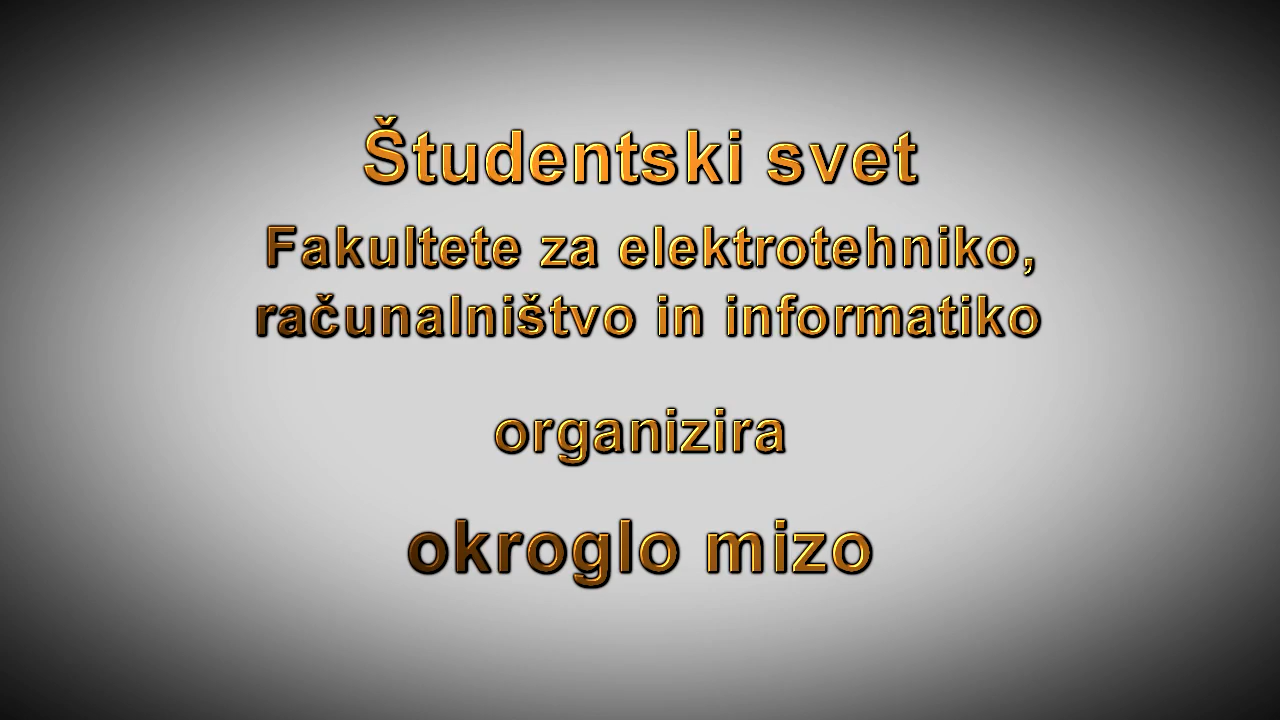 Študentski svet
Fakultete za elektrotehniko,
računalništvo in informatiko
organizira
okroglo mizo